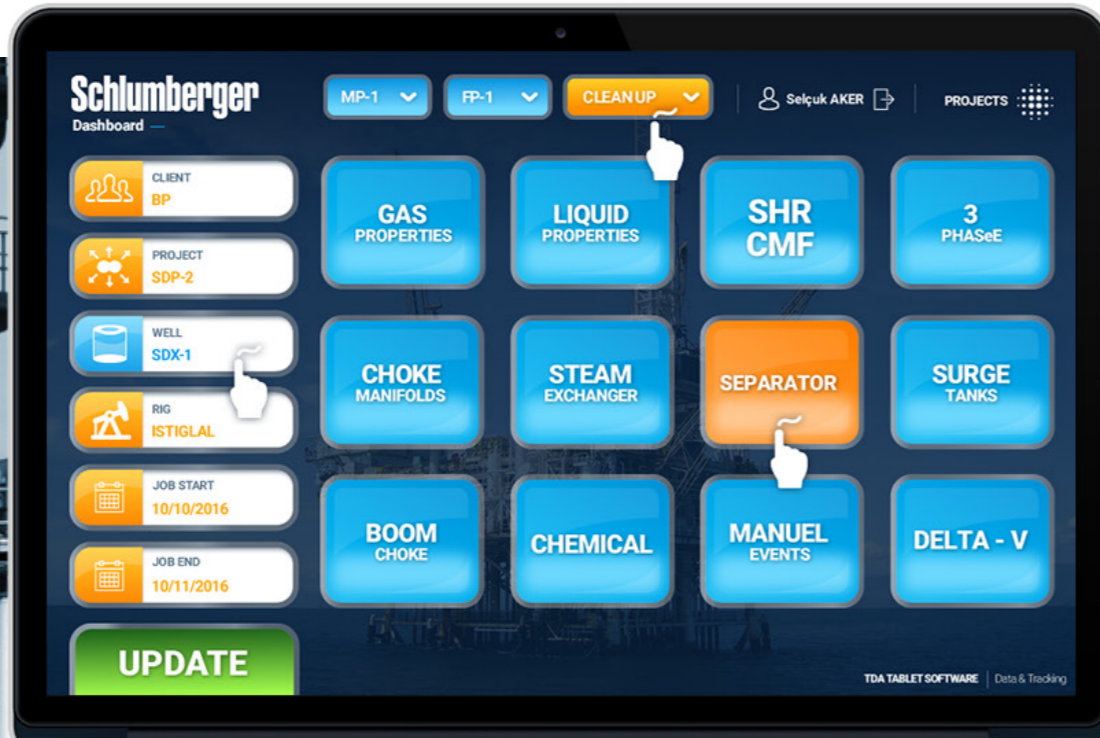 Schlumberger
Dashboard
MP-1
FP-1
CLEAN UP
Selçuk AKER
PROJECTS
CLIENT
BP
PROJECT
SDP-2
WELL
SDX-1
RIG
ISTIGLAL
JOB START
10/10/2016
JOB END
10/11/2016
UPDATE
GAS
PROPERTIES
LIQUID
PROPERTIES
SHR
CMF
3
PHASeE
CHOKE
MANIFOLDS
STEAM
EXCHANGER
SEPARATOR
SURGE
TANKS
BOOM
CHOKE
CHEMICAL
MANUEL
EVENTS
DELTA - V
TDA TABLET SOFTWARE | Data & Tracking